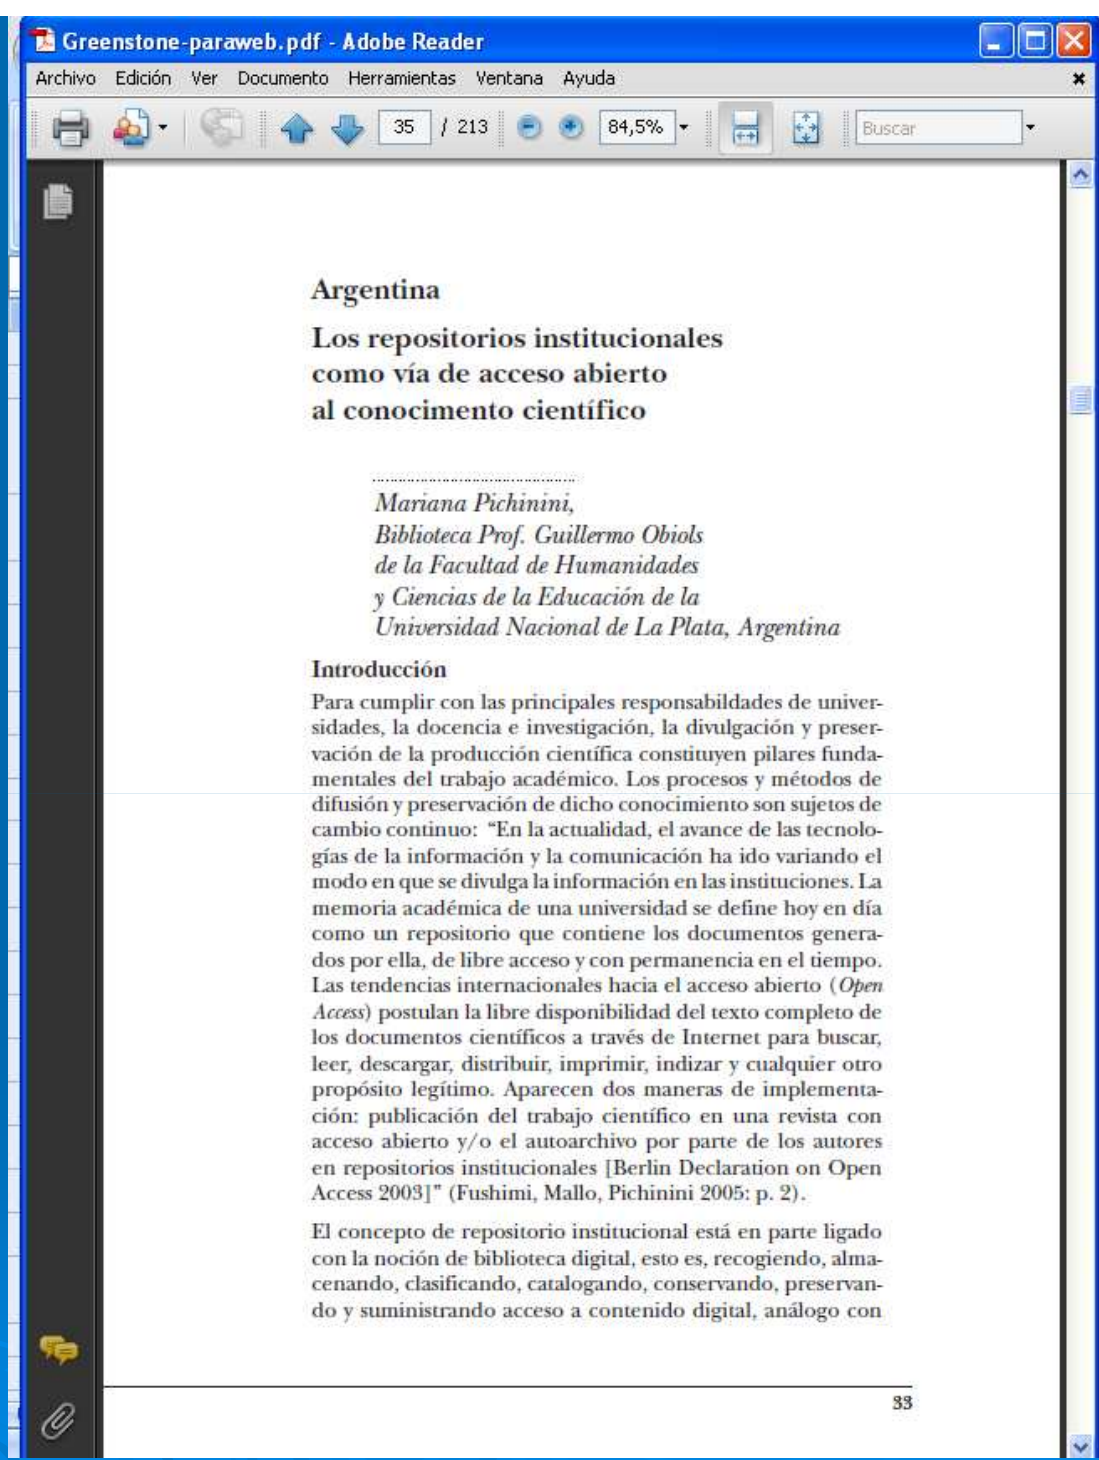 Greenstone-paraweb.pdf - Adobe Reader
Archivo Edición Ver Documento Herramientas Ventana Ayuda
35 / 213 84,5% Buscar
Argentina
Los repositorios institucionales
como vía de acceso abierto
al conocimento científico
Mariana Pichinini,
Biblioteca Prof. Guillermo Obiols
de la Facultad de Humanidades
y Ciencias de la Educación de la
Universidad Nacional de La Plata, Argentina
Introducción
Para cumplir con las principales responsabildades de univer-
sidades, la docencia e investigación, la divulgación y preser-
vación de la producción científica constituyen pilares funda-
mentales del trabajo académico. Los procesos y métodos de
difusión y preservación de dicho conocimiento son sujetos de
cambio continuo: “En la actualidad, el avance de las tecnolo-
gías de la información y la comunicación ha ido variando el
modo en que se divulga la información en las instituciones. La
memoria académica de una universidad se define hoy en día
como un repositorio que contiene los documentos genera-
dos por ella, de libre acceso y con permanencia en el tiempo.
Las tendencias internacionales hacia el acceso abierto (Open
Access) postulan la libre disponibilidad del texto completo de
los documentos científicos a través de Internet para buscar,
leer, descargar, distribuir, imprimir, indizar y cualquier otro
propósito legítimo. Aparecen dos maneras de implementa-
ción: publicación del trabajo científico en una revista con
acceso abierto y/o el autoarchivo por parte de los autores
en repositorios institucionales [Berlin Declaration on Open
Access 2003]” (Fushimi, Mallo, Pichinini 2005: p. 2).
El concepto de repositorio institucional está en parte ligado
con la noción de biblioteca digital, esto es, recogiendo, alma-
cenando, clasificando, catalogando, conservando, preservan-
do y suministrando acceso a contenido digital, análogo con
33